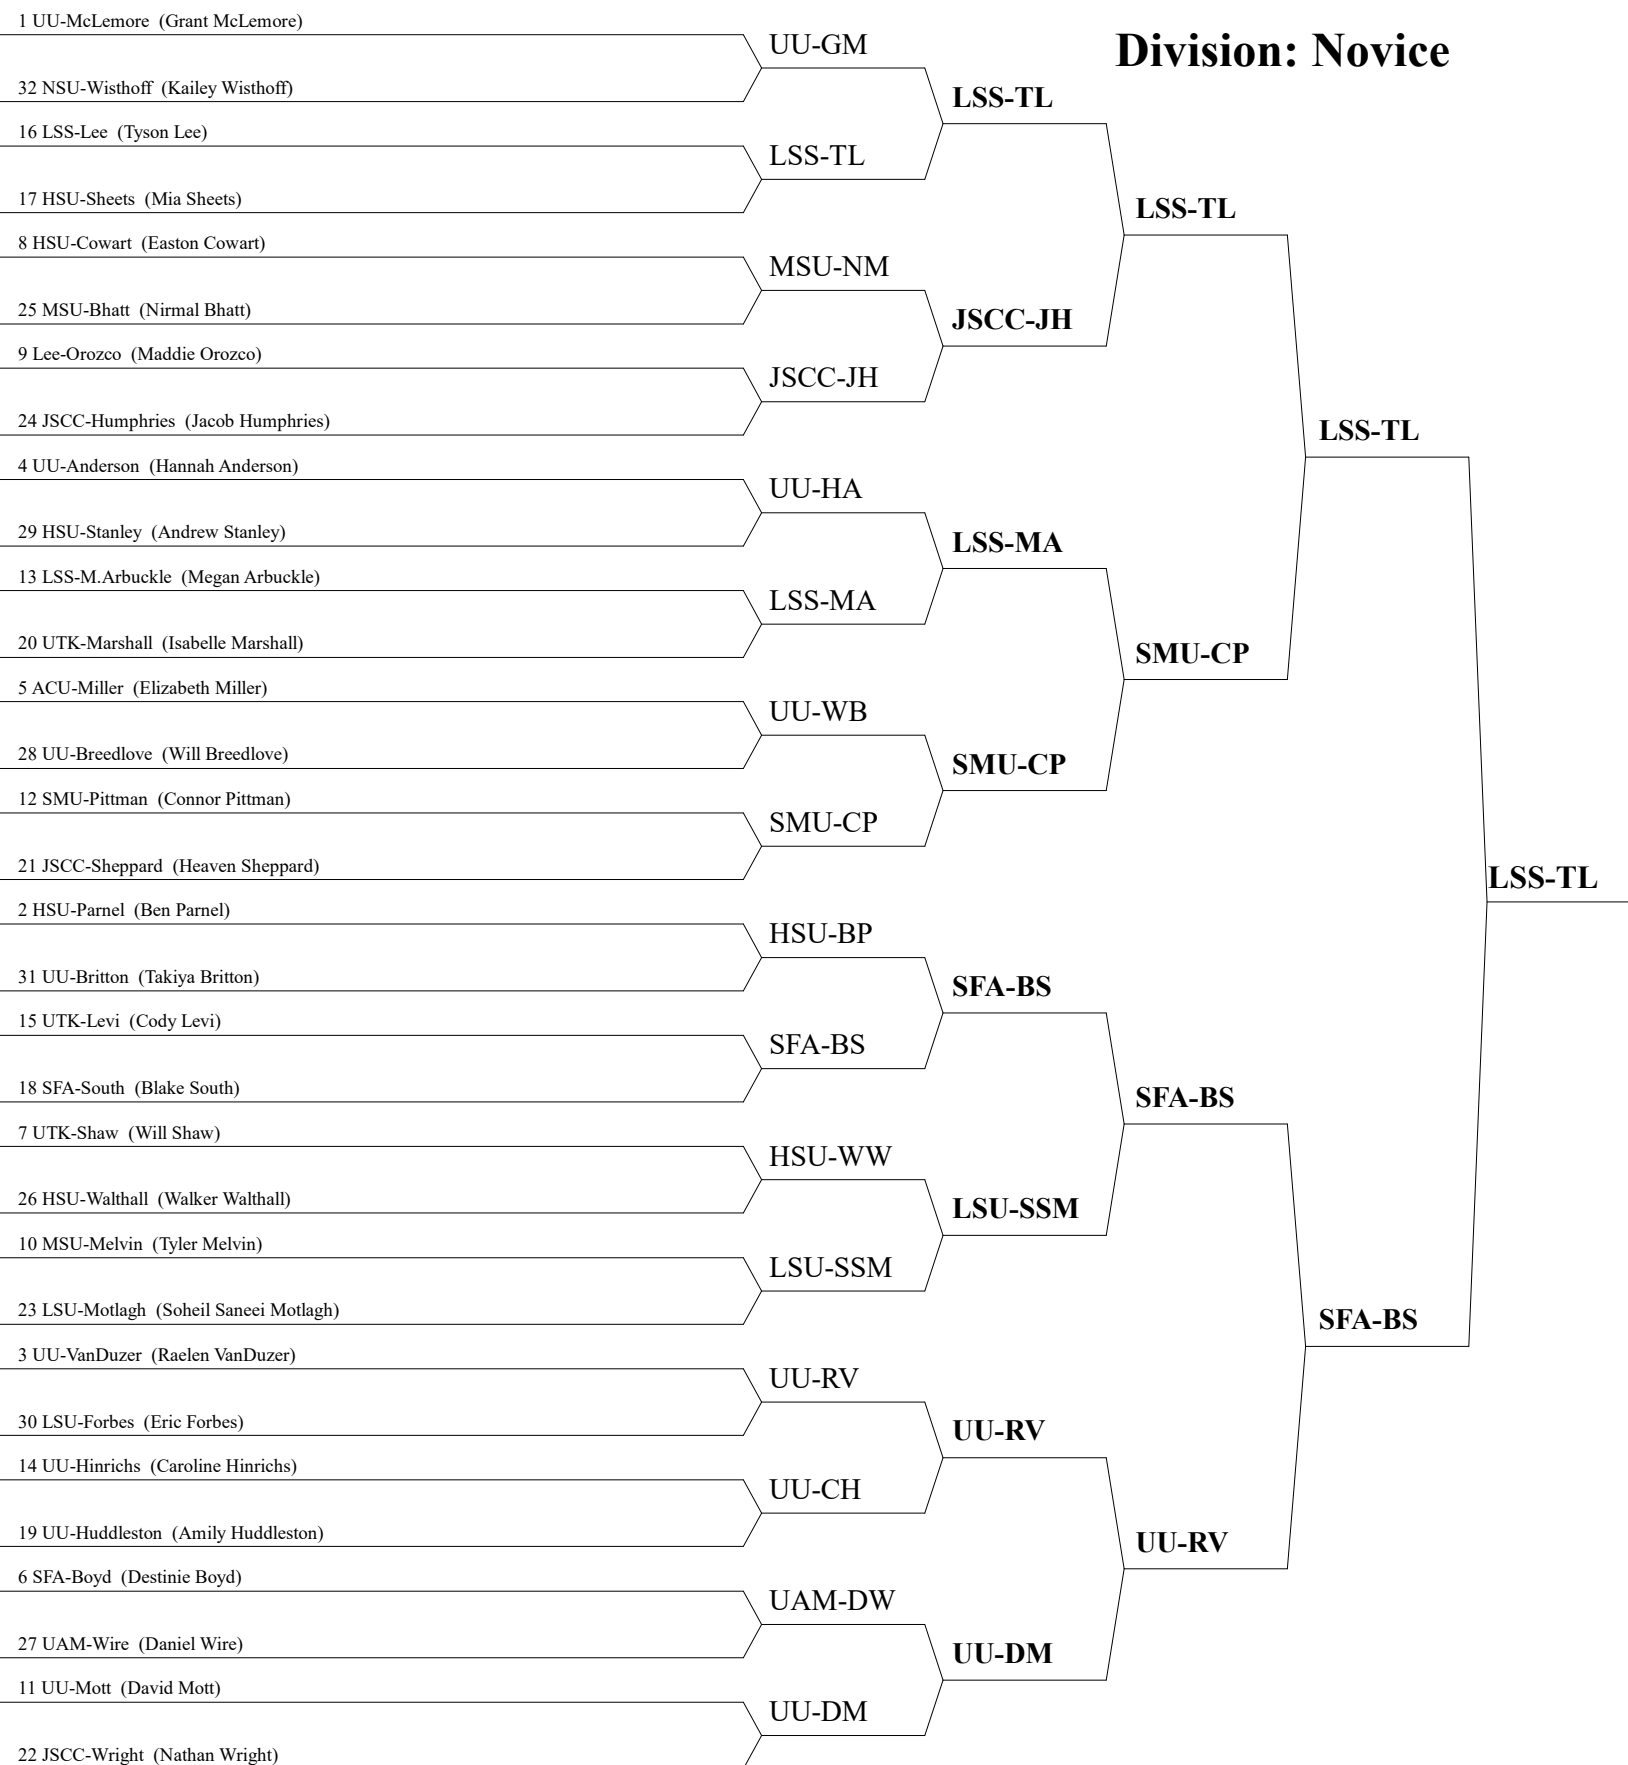 1 UU-McLemore (Grant McLemore)
UU-GM
Division: Novice
32 NSU-Wisthoff (Kailey Wisthoff)
LSS-TL
16 LSS-Lee (Tyson Lee)
LSS-TL
17 HSU-Sheets (Mia Sheets)
LSS-TL
8 HSU-Cowart (Easton Cowart)
MSU-NM
25 MSU-Bhatt (Nirmal Bhatt)
JSCC-JH
9 Lee-Orozco (Maddie Orozco)
JSCC-JH
24 JSCC-Humphries (Jacob Humphries)
LSS-TL
4 UU-Anderson (Hannah Anderson)
UU-HA
29 HSU-Stanley (Andrew Stanley)
LSS-MA
13 LSS-M.Arbuckle (Megan Arbuckle)
LSS-MA
20 UTK-Marshall (Isabelle Marshall)
SMU-CP
5 ACU-Miller (Elizabeth Miller)
UU-WB
28 UU-Breedlove (Will Breedlove)
SMU-CP
12 SMU-Pittman (Connor Pittman)
SMU-CP
21 JSCC-Sheppard (Heaven Sheppard)
LSS-TL
2 HSU-Parnel (Ben Parnel)
HSU-BP
31 UU-Britton (Takiya Britton)
SFA-BS
15 UTK-Levi (Cody Levi)
SFA-BS
18 SFA-South (Blake South)
SFA-BS
7 UTK-Shaw (Will Shaw)
HSU-WW
26 HSU-Walthall (Walker Walthall)
LSU-SSM
10 MSU-Melvin (Tyler Melvin)
LSU-SSM
23 LSU-Motlagh (Soheil Saneei Motlagh)
SFA-BS
3 UU-VanDuzer (Raelen VanDuzer)
UU-RV
30 LSU-Forbes (Eric Forbes)
UU-RV
14 UU-Hinrichs (Caroline Hinrichs)
UU-CH
19 UU-Huddleston (Amily Huddleston)
UU-RV
6 SFA-Boyd (Destinie Boyd)
UAM-DW
27 UAM-Wire (Daniel Wire)
UU-DM
11 UU-Mott (David Mott)
UU-DM
22 JSCC-Wright (Nathan Wright)